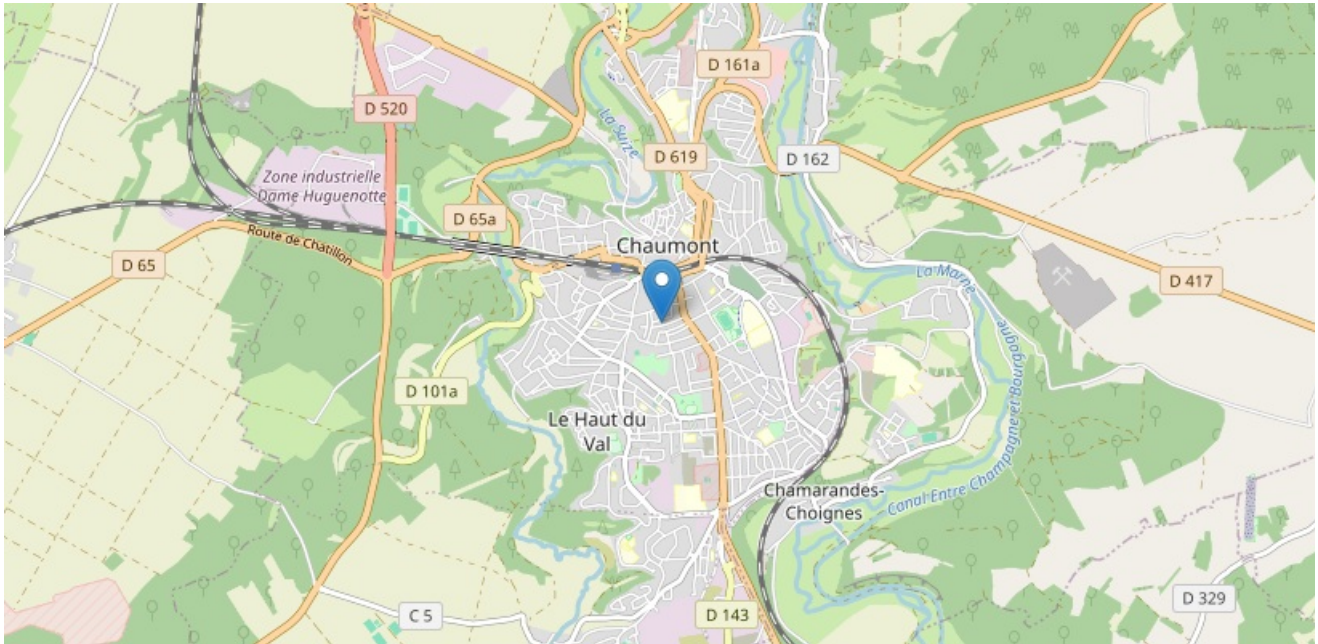 D 161a
D 520
La Suize
D 619
D 162
Zone industrielle
Dame Huguenotte
D 65a
Route de Châtillon
Chaumont
D 65
La Marne
D 417
D 101a
Le Haut du
Val
Canal Entre Champagne et Bourgogne
Chamarandes-
Choignes
C 5
D 143
D 329